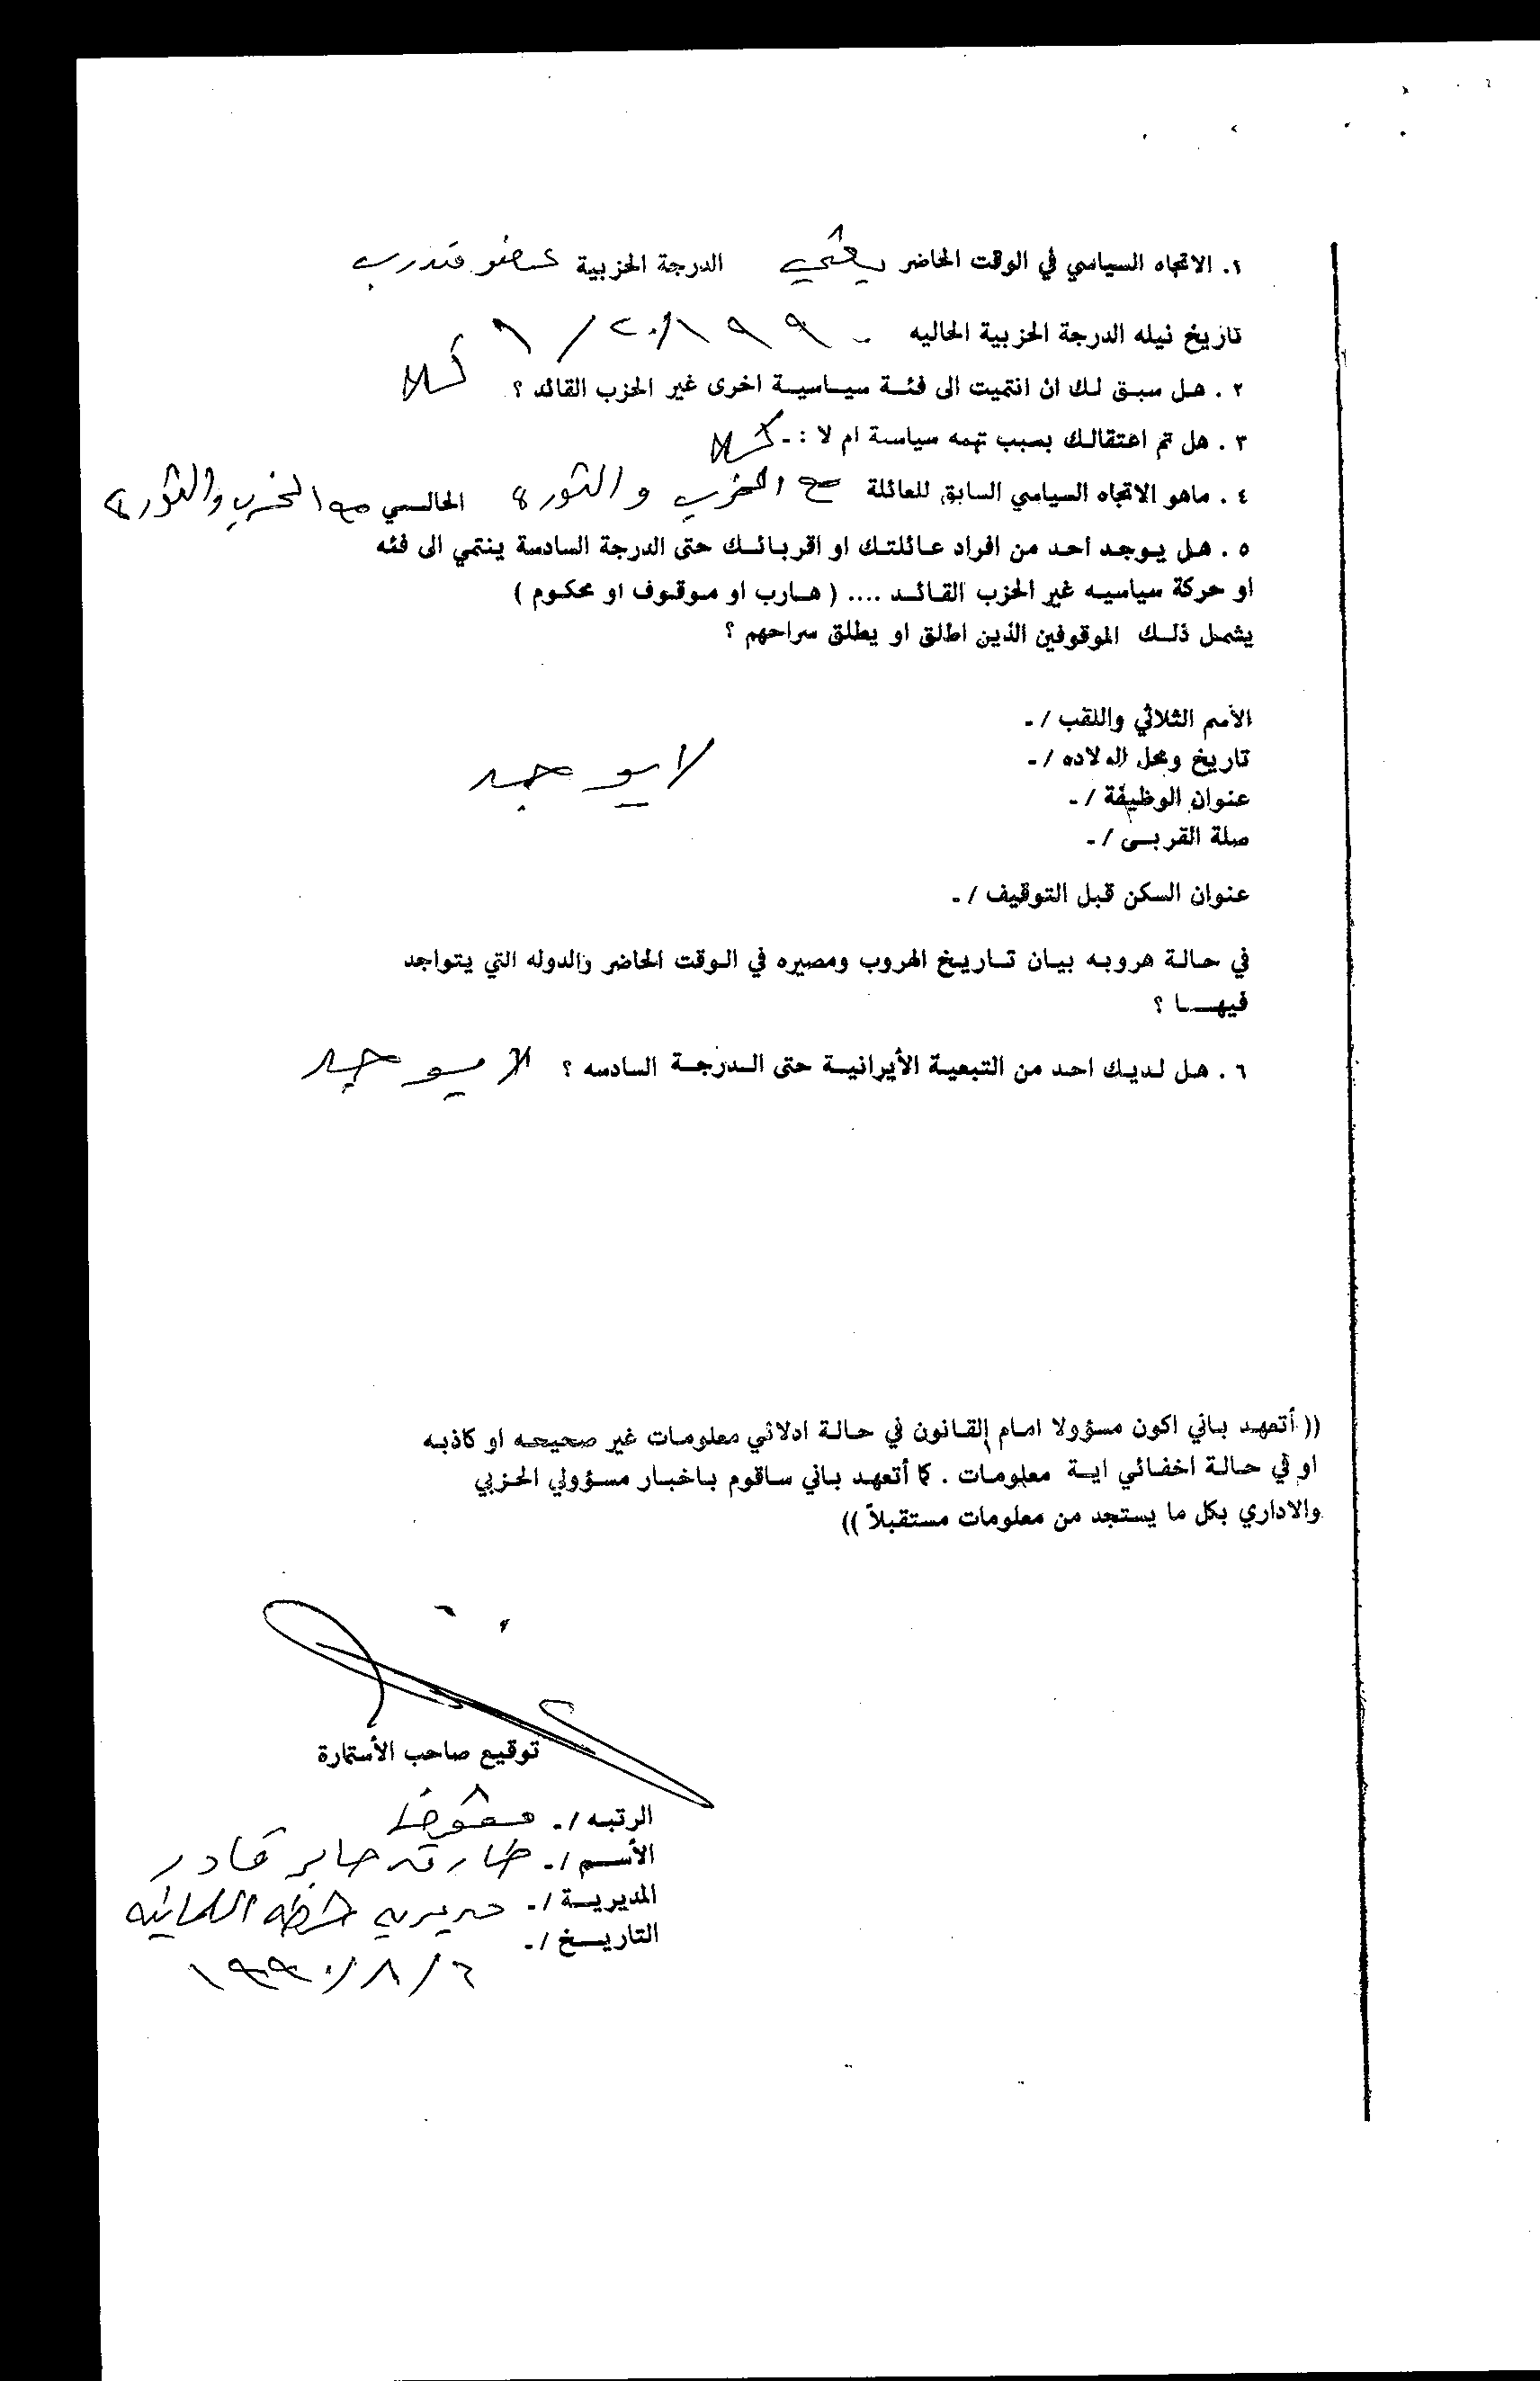 ١. الاتجاه السياسي في الوقت الحاضر بعثي الدرجة الحزبية عضو متدرب
تاريخ نيله الدرجة الحزبية الحاليه
٢. هل سبق لك ان انتميت الى فئة سياسية اخرى غير الحزب القائد ؟ كلا
٣. هل تم اعتقالك بسبب تهمه سياسة ام لا :- كلا
٤. ماهو الاتجاه السياسي السابق للعائلة مع الحزب والثورة الحالي مع الحزب والثورة
٥. هل يوجد احد من افراد عائلتك او اقربائك حتى الدرجة السادسة ينتمي الى فئه
او حركة سياسيه غير الحزب القائد .... ( هارب او موقوف او محكوم )
يشمل ذلك الموقوفين الذين اطلق او يطلق سراحهم ؟
الأسم الثلاثي واللقب /-
تاريخ ومحل الولاده /-
لا يوجد
عنوان الوظيفة /-
صلة القربى /-
عنوان السكن قبل التوقيف /-
في حالة هروبه بيان تاريخ الهروب ومصيره في الوقت الحاضر والدوله التي يتواجد
فيها ؟
٦. هل لديك احد من التبعية الأيرانية حتى الدرجة السادسه ؟ لا يوجد
(( أتعهد باني اكون مسؤولا امام القانون في حالة ادلائي معلومات غير صحيحه او كاذبه
او في حالة اخفائي اية معلومات . كا أتعهد باني ساقوم باخبار مسؤولي الحزبي
والاداري بكل ما يستجد من معلومات مستقبلاً ))
توقيع صاحب الأستمارة
الرتبه /- مفوض
الأسم /- طارق صابر قادر
المديرية /- مديرية شرطة السليمانية
التاريخ /-
٦/٨/١٩٩٠